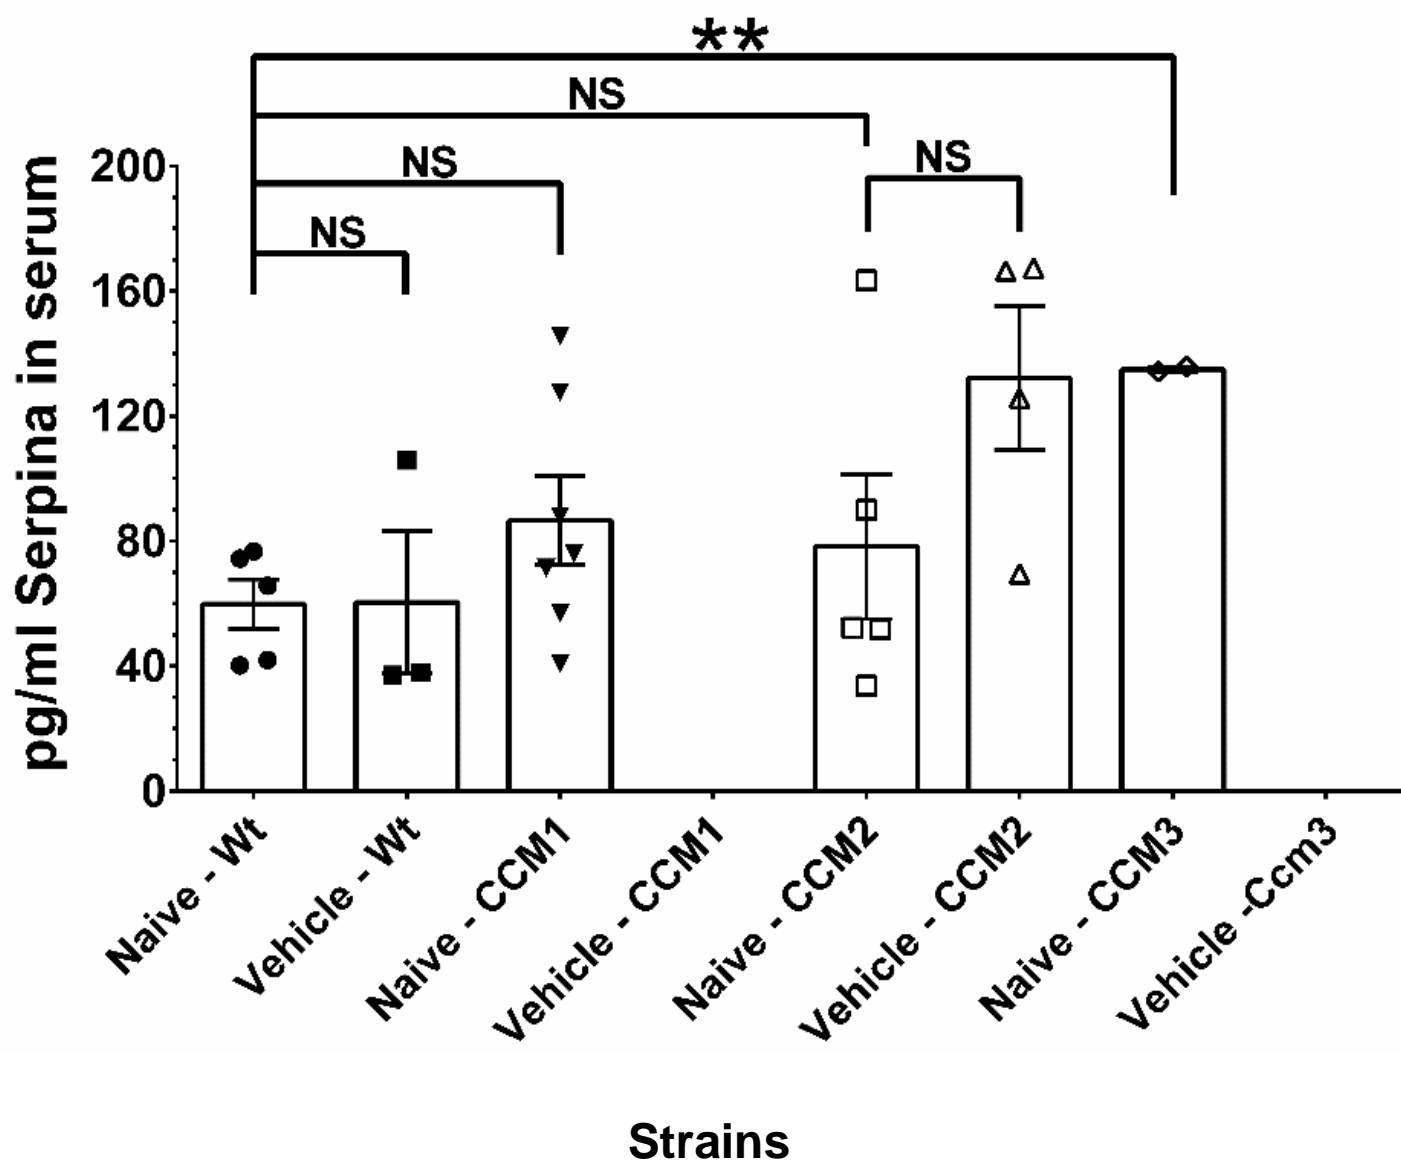 **
NS
NS
NS
NS
pg/ml Serpina in serum
200
160
120
80
40
0
Naive - Wt
Vehicle - Wt
Naive - CCM1
Vehicle - CCM1
Naive - CCM2
Vehicle - CCM2
Naive - CCM3
Vehicle -Ccm3
Strains